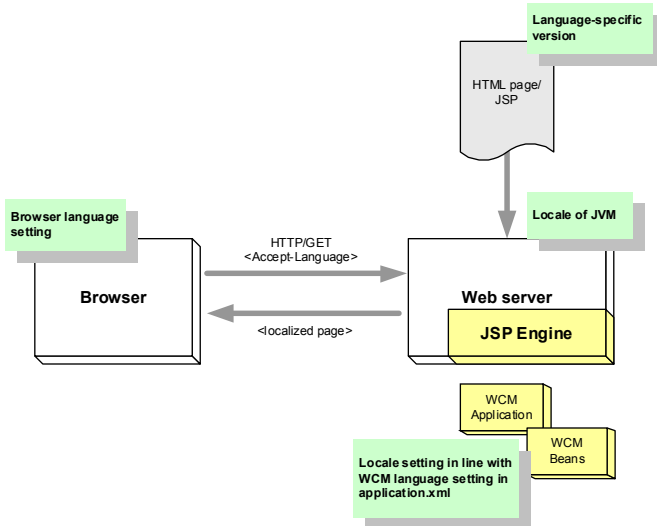 Language-specific
version
HTML page/
JSP
Browser language
setting
Locale of JVM
HTTP/GET
<Accept-Language>
Browser
Web server
<localized page>
JSP Engine
WCM
Application
WCM
Beans
Locale setting in line with
WCM language setting in
application.xml